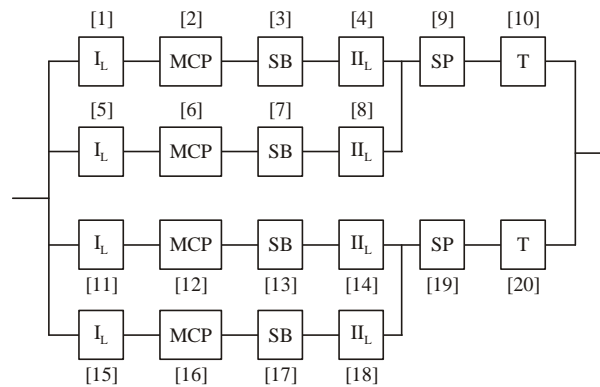 [1] [2] [3] [4] [9] [10]
I_L MCP SB II_L SP T
[5] [6] [7] [8]
I_L MCP SB II_L
I_L MCP SB II_L SP T
[11] [12] [13] [14] [19] [20]
I_L MCP SB II_L
[15] [16] [17] [18]